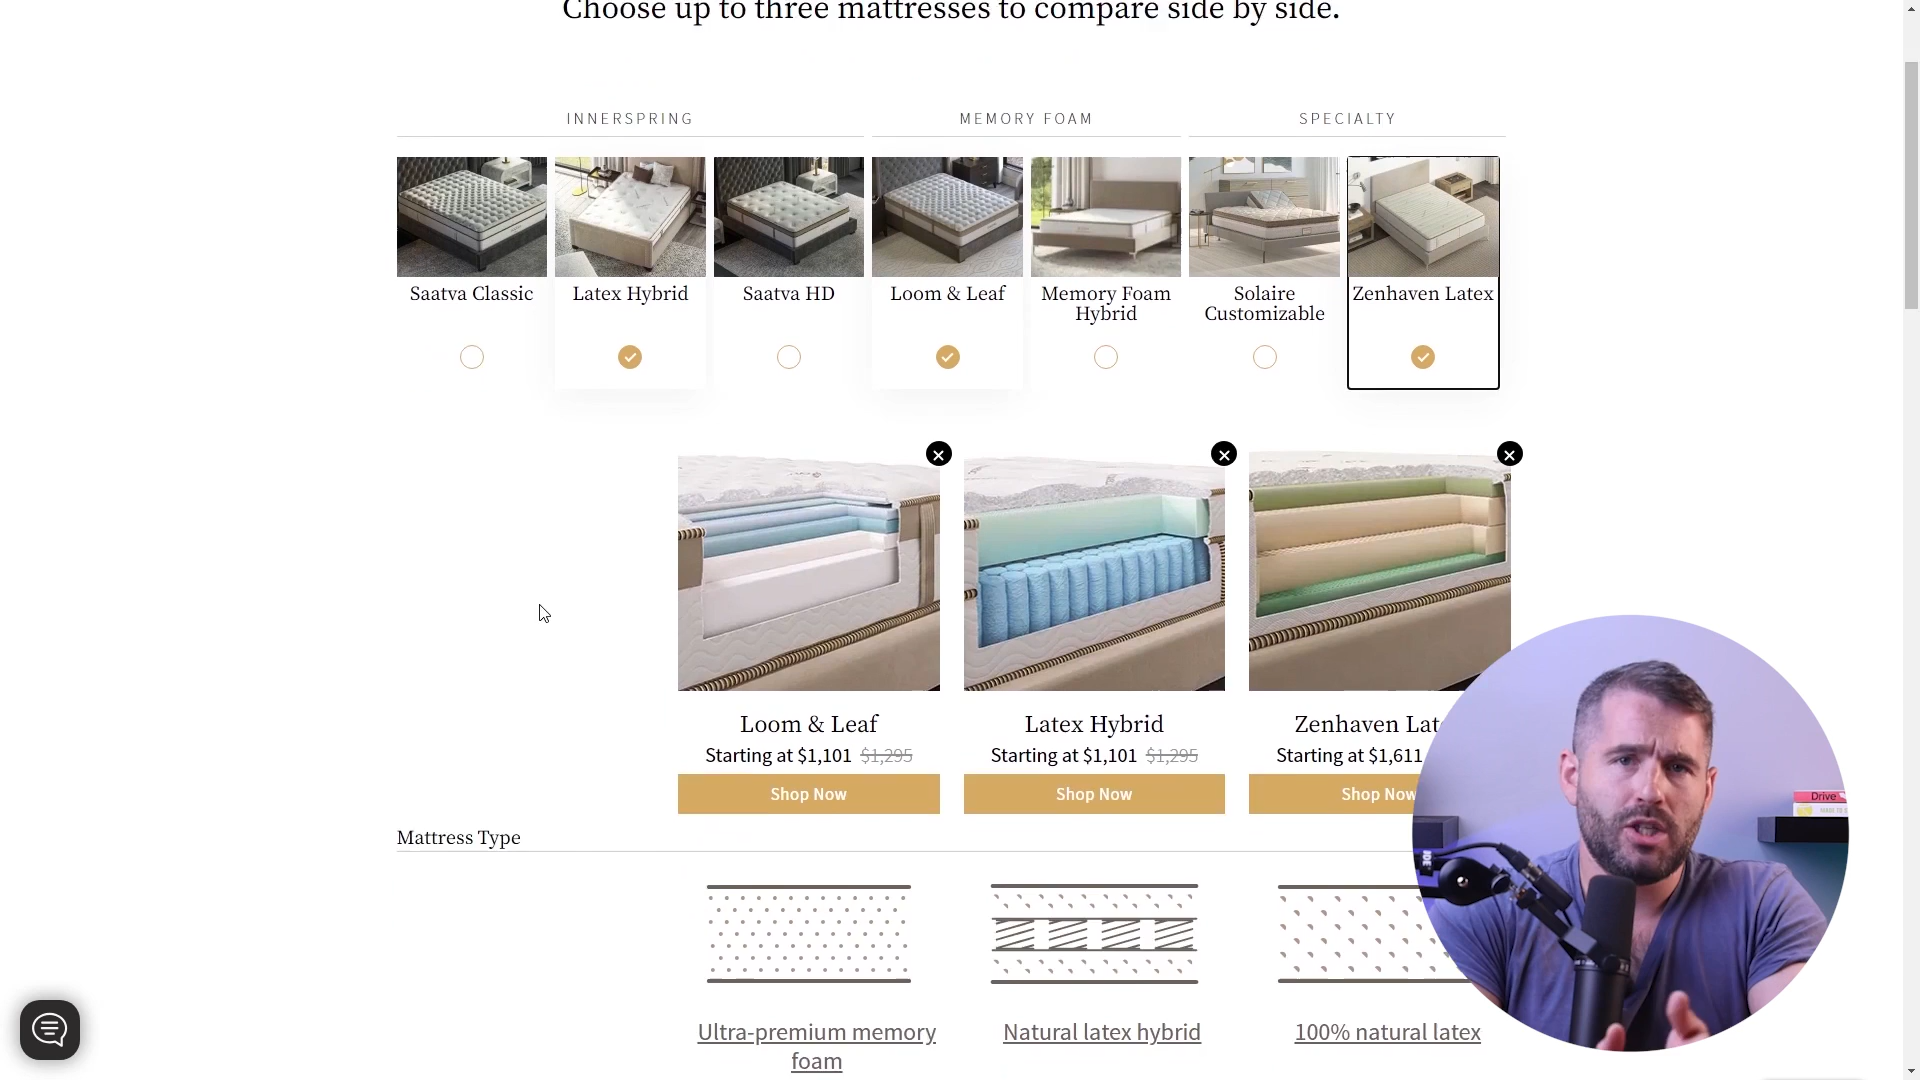 Choose up to three mattresses to compare side by side.
INNERSPRING
MEMORY FOAM
SPECIALTY
Saatva Classic
Latex Hybrid
Saatva HD
Loom & Leaf
Memory Foam
Hybrid
Solaire
Customizable
Zenhaven Latex
Loom & Leaf
Starting at $1,101 $1,295
Shop Now
Latex Hybrid
Starting at $1,101 $1,295
Shop Now
Zenhaven
Starting at $1,611
Shop Now
Mattress Type
Ultra-premium memory
foam
Natural latex hybrid
100% natural latex
Drive